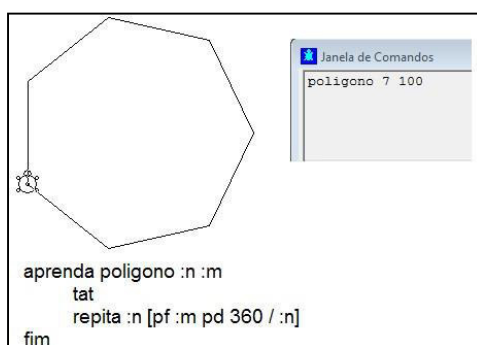 Janela de Comandos
poligono 7 100
aprenda poligono :n :m
tat
repita :n [pf :m pd 360 / :n]
fim